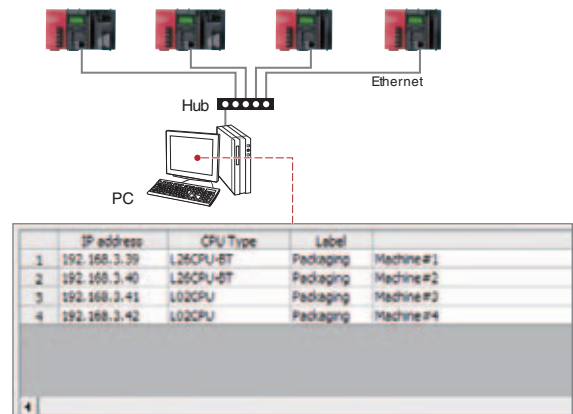 Ethernet
Hub
PC
IP address CPU Type Label
1 192.168.3.39 L26CPU-BT Packaging Machine#1
2 192.168.3.40 L26CPU-BT Packaging Machine#2
3 192.168.3.41 L02CPU Packaging Machine#3
4 192.168.3.42 L02CPU Packaging Machine#4